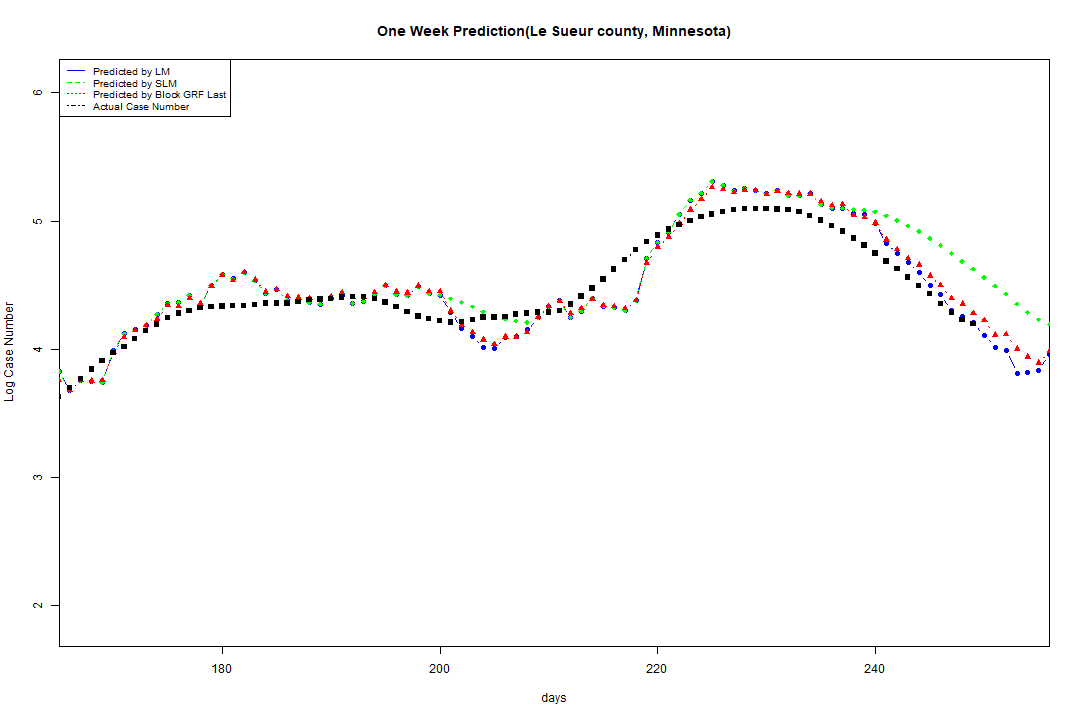 One Week Prediction(Le Sueur county, Minnesota)
Predicted by LM
Predicted by SLM
Predicted by Block GRF Last
Actual Case Number
6
5
4
3
2
Log Case Number
180 200 220 240
days